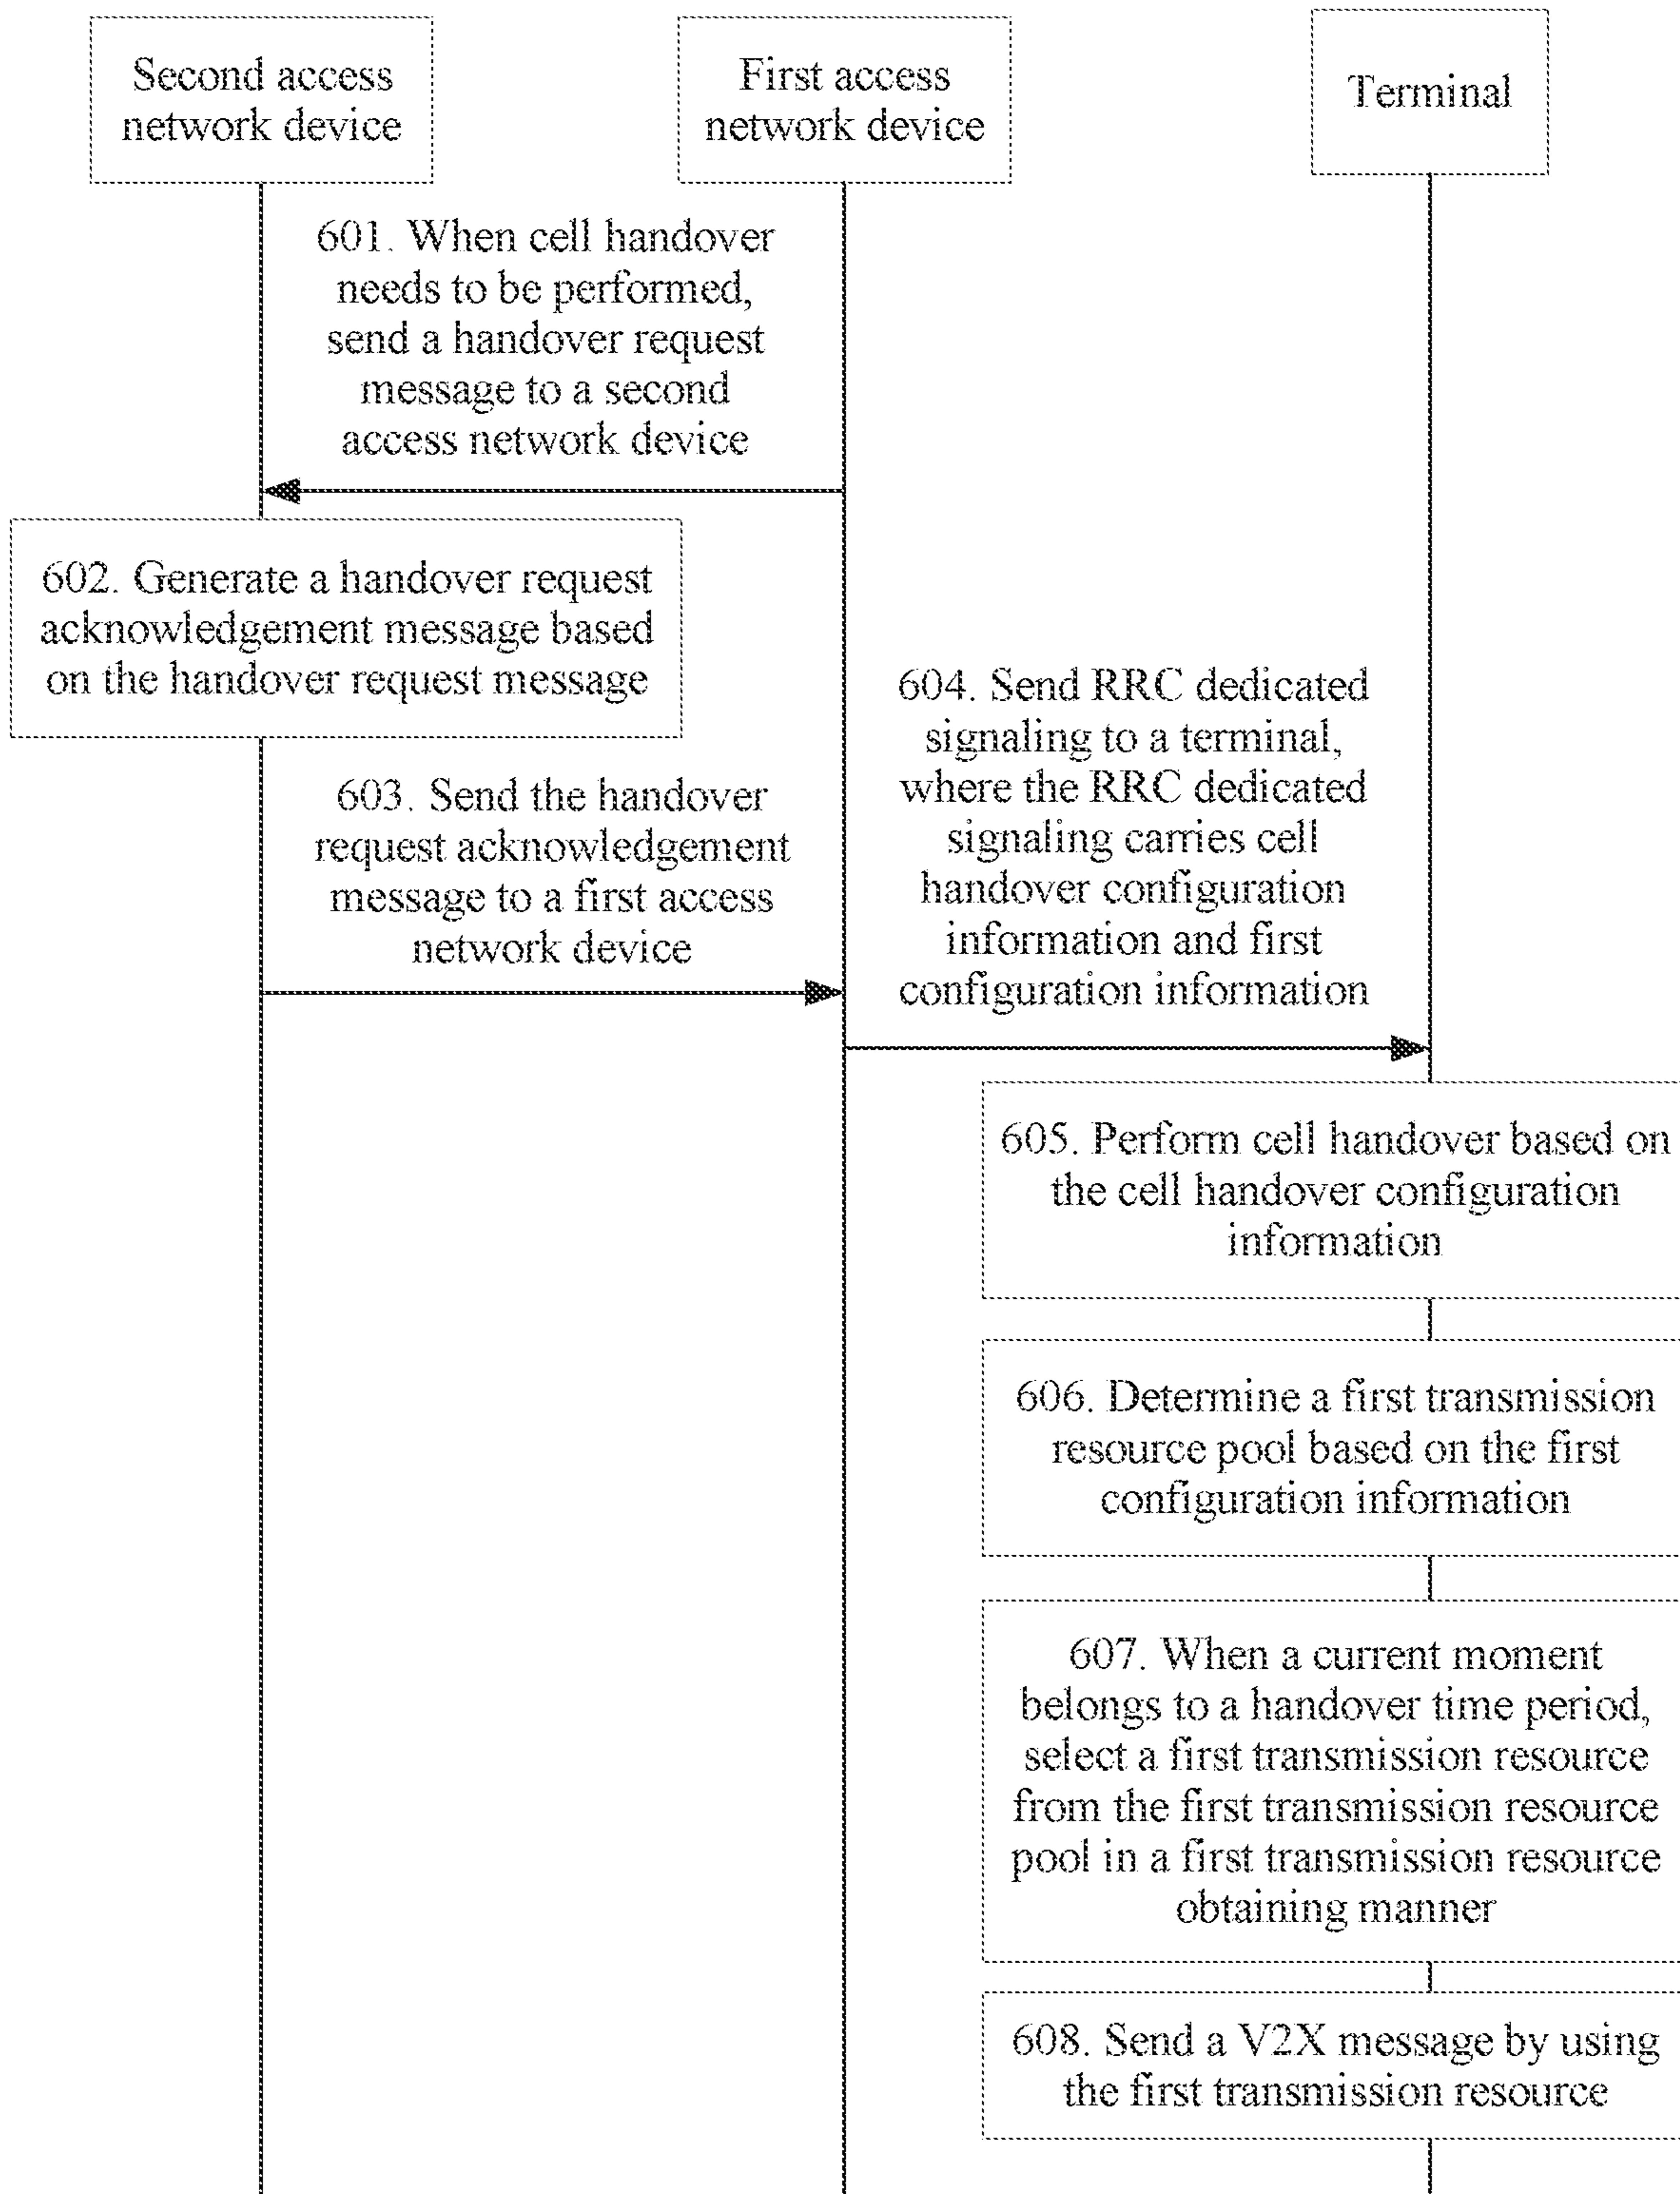 Second access
network device
First access
network device
Terminal
601. When cell handover
needs to be performed,
send a handover request
message to a second
access network device
602. Generate a handover request
acknowledgement message based
on the handover request message
603. Send the handover
request acknowledgement
message to a first access
network device
604. Send RRC dedicated
signaling to a terminal,
where the RRC dedicated
signaling carries cell
handover configuration
information and first
configuration information
605. Perform cell handover based on
the cell handover configuration
information
606. Determine a first transmission
resource pool based on the first
configuration information
607. When a current moment
belongs to a handover time period,
select a first transmission resource
from the first transmission resource
pool in a first transmission resource
obtaining manner
608. Send a V2X message by using
the first transmission resource